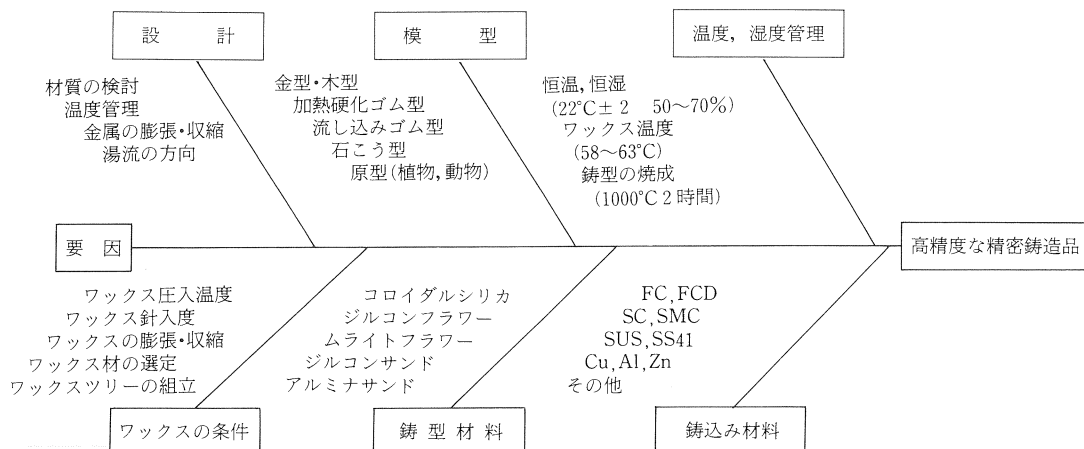 設 計
模 型
温度，湿度管理
材質の検討
温度管理
金属の膨張・収縮
湯流の方向
金型・木型
加熱硬化ゴム型
流し込みゴム型
石こう型
原型(植物，動物)
恒温，恒湿
(22℃±2 50～70%)
ワックス温度
(58～63℃)
鋳型の焼成
(1000℃ 2時間)
要 因
高精度な精密鋳造品
ワックス圧入温度
ワックス針入度
ワックスの膨張・収縮
ワックス材の選定
ワックスツリーの組立
コロイダルシリカ
ジルコンフラワー
ムライトフラワー
ジルコンサンド
アルミナサンド
FC，FCD
SC，SMC
SUS，SS41
Cu，Al，Zn
その他
ワックスの条件
鋳型材料
鋳込み材料